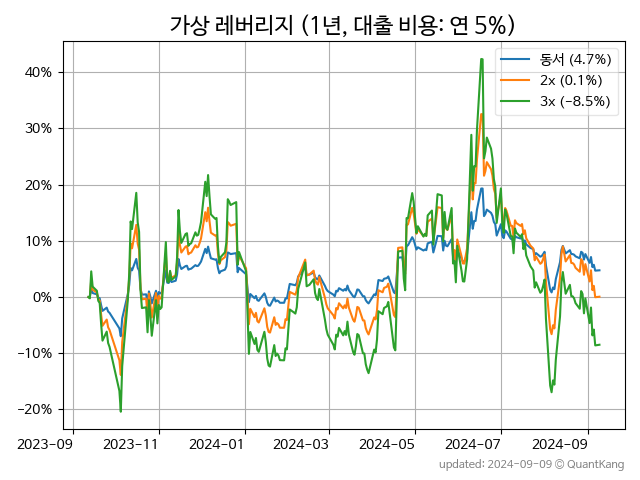 가상 레버리지 (1년, 대출 비용: 연 5%)
동서 (4.7%)
2x (0.1%)
3x (−8.5%)
40%
30%
20%
10%
0%
−10%
−20%
2023-09
2023-11
2024-01
2024-03
2024-05
2024-07
2024-09
updated: 2024-09-09 © QuantKang